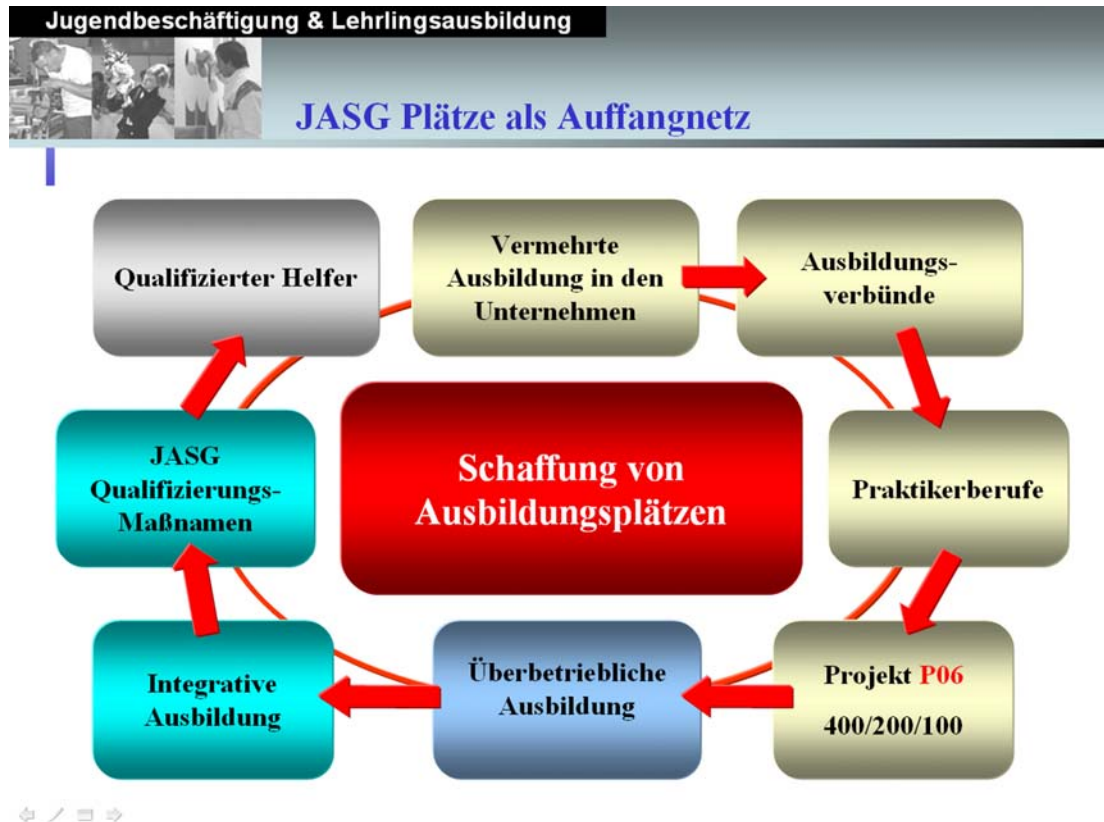 Jugendbeschäftigung & Lehrlingsausbildung
JASG Plätze als Auffangnetz
Qualifizierter Helfer
Vermehrte
Ausbildung in den
Unternehmen
Ausbildungs-
verbünde
JASG
Qualifizierungs-
Maßnamen
Schaffung von
Ausbildungsplätzen
Praktikerberufe
Integrative
Ausbildung
Überbetriebliche
Ausbildung
Projekt P06
400/200/100